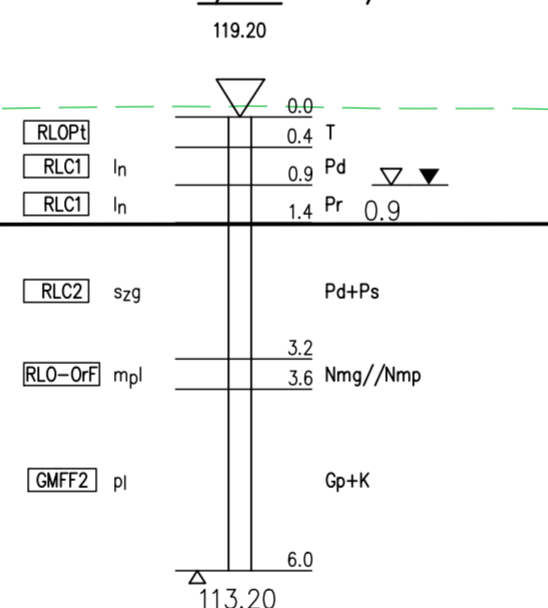 119.20
0.0
RLOPt 0.4 T
RLC1 ln 0.9 Pd
RLC1 ln 1.4 Pr 0.9
RLC2 szg Pd+Ps
3.2
RLO-OrF mpl 3.6 Nmg//Nmp
GMFF2 pl Gp+K
6.0
113.20